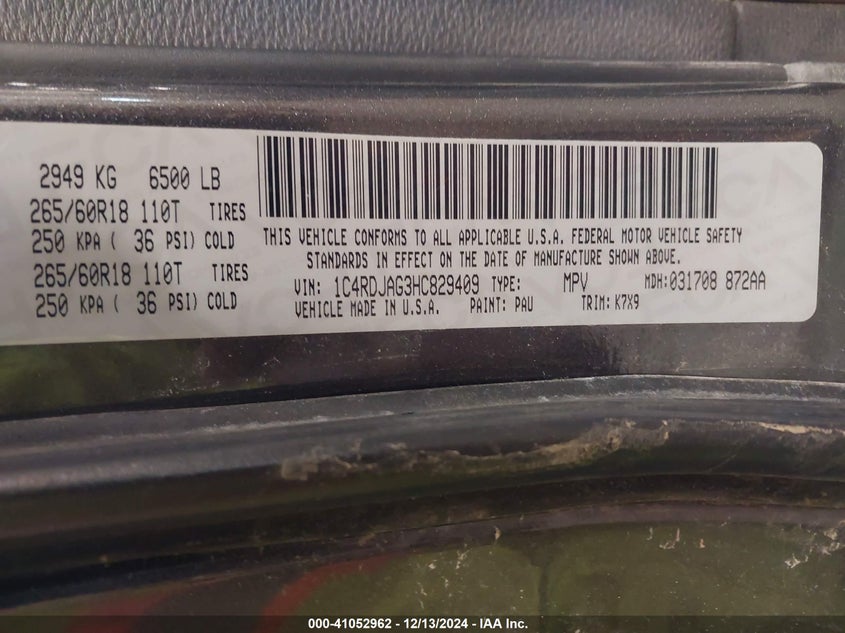 2949 KG 6500 LB
265/60R18 110T TIRES
250 KPA ( 36 PSI) COLD
265/60R18 110T TIRES
250 KPA ( 36 PSI) COLD
THIS VEHICLE CONFORMS TO ALL APPLICABLE U.S.A. FEDERAL MOTOR VEHICLE SAFETY
STANDARDS IN EFFECT ON THE DATE OF MANUFACTURE SHOWN ABOVE.
VIN: 1C4RDJAG3HC829409 TYPE: MPV MDH:031708 872AA
VEHICLE MADE IN U.S.A. PAINT: PAU TRIM: K7X9
000-41052962 - 12/13/2024 - IAA Inc.